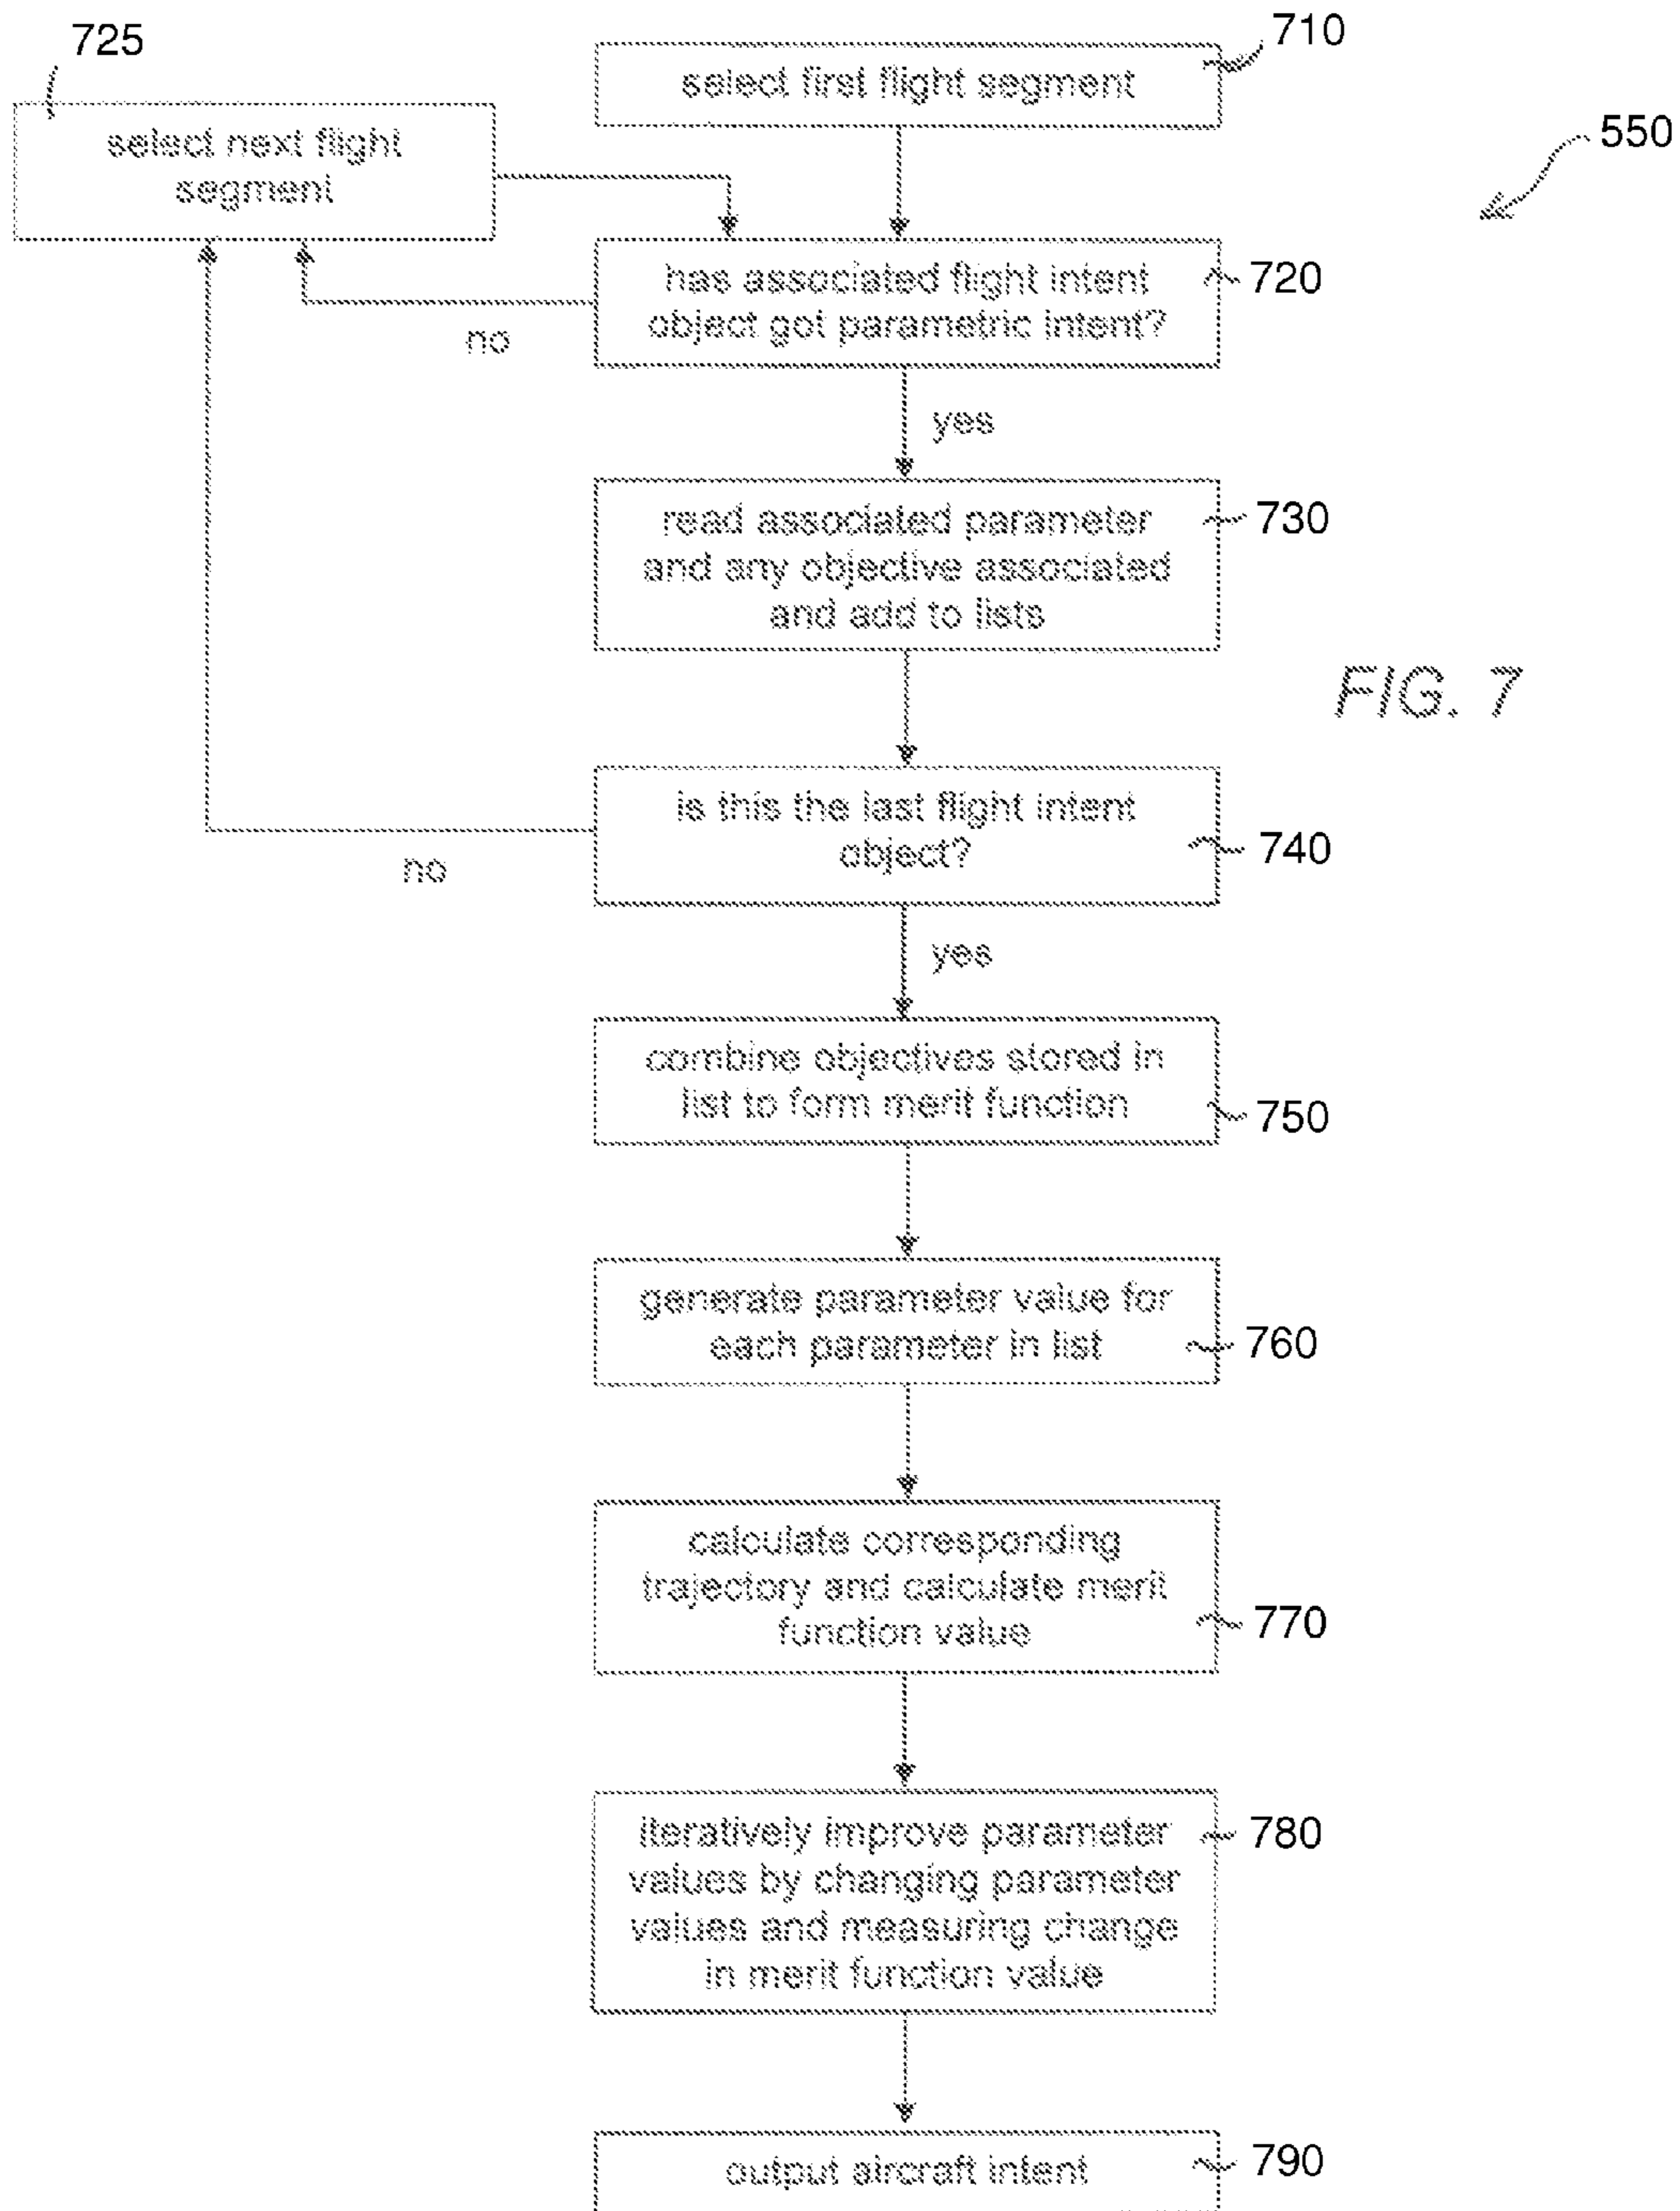 725
710
select first flight segment
550
select next flight
segment
has associated flight intent
object got parametric intent?
720
no
yes
read associated parameter
and any objective associated
and add to lists
730
FIG. 7
is this the last flight intent
object?
740
no
yes
combine objectives stored in
list to form merit function
750
generate parameter value for
each parameter in list
760
calculate corresponding
trajectory and calculate merit
function value
770
iteratively improve parameter
values by changing parameter
values and measuring change
in merit function value
780
output aircraft intent
790